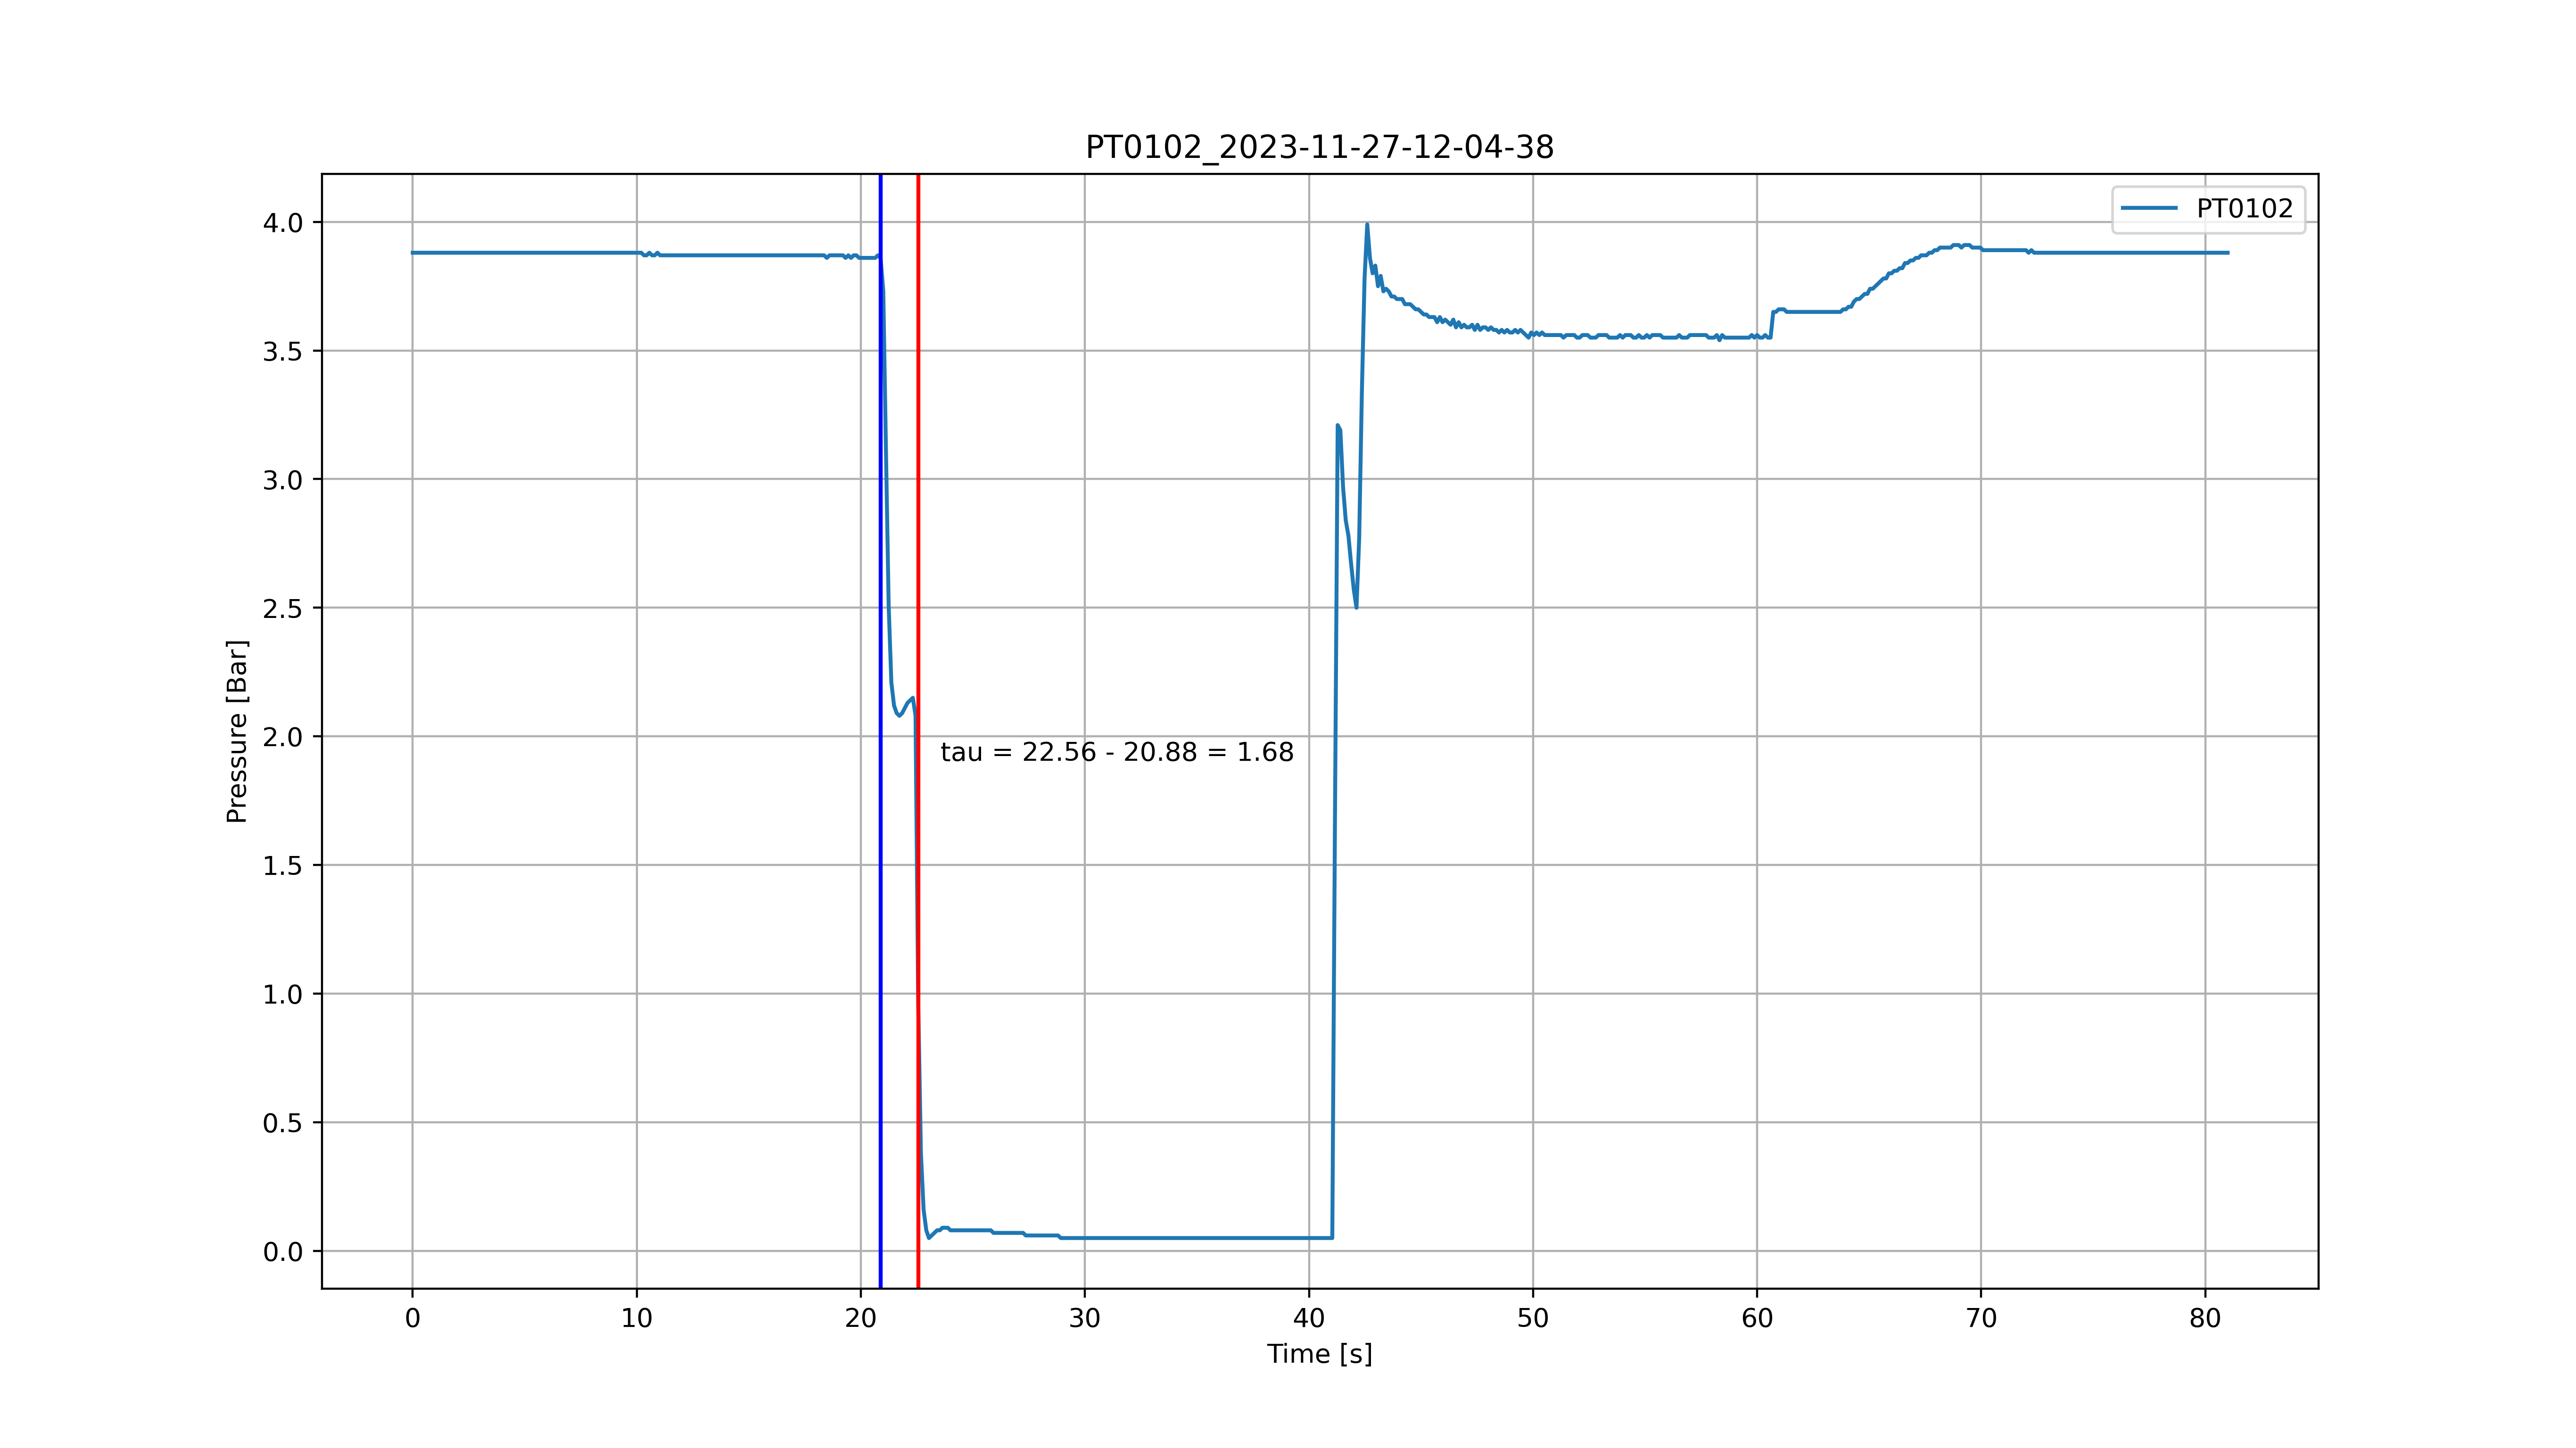 PT0102_2023-11-27-12-04-38
PT0102
4.0
3.5
3.0
2.5
2.0
1.5
1.0
0.5
0.0
Pressure [Bar]
tau = 22.56 - 20.88 = 1.68
0 10 20 30 40 50 60 70 80
Time [s]